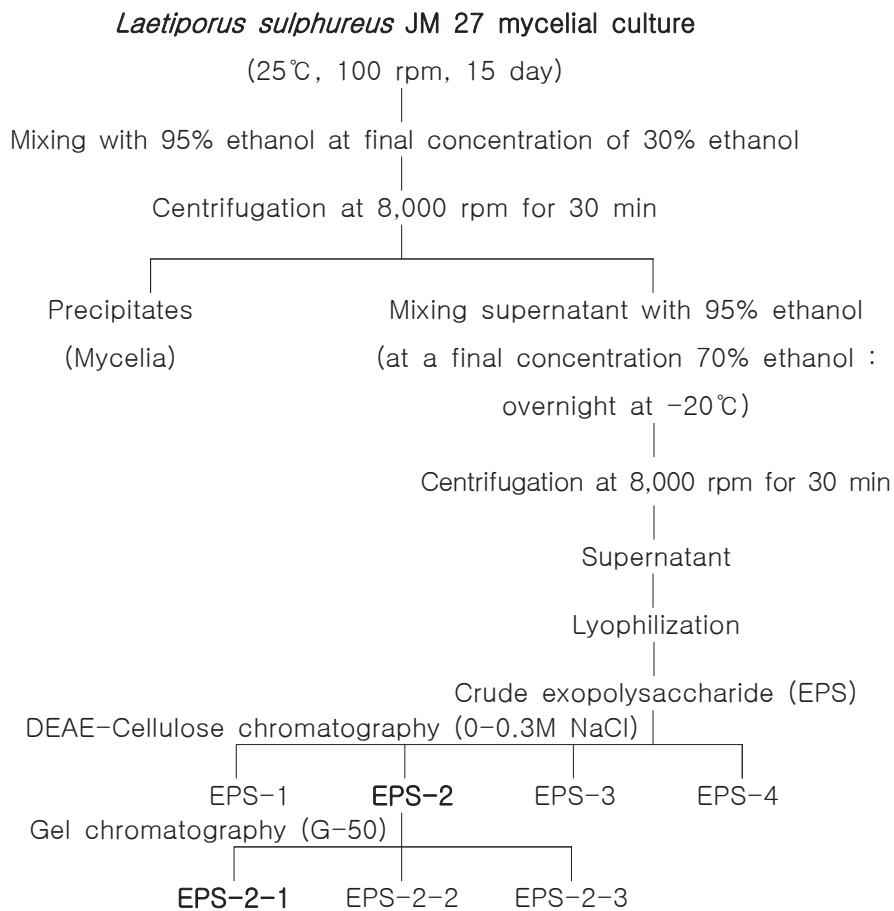 Laetiporus sulphureus JM 27 mycelial culture
(25℃, 100 rpm, 15 day)
Mixing with 95% ethanol at final concentration of 30% ethanol
Centrifugation at 8,000 rpm for 30 min
Precipitates
(Mycelia)
Mixing supernatant with 95% ethanol
(at a final concentration 70% ethanol :
overnight at -20℃)
Centrifugation at 8,000 rpm for 30 min
Supernatant
Lyophilization
Crude exopolysaccharide (EPS)
DEAE-Cellulose chromatography (0-0.3M NaCl)
EPS-1 EPS-2 EPS-3 EPS-4
Gel chromatography (G-50)
EPS-2-1 EPS-2-2 EPS-2-3